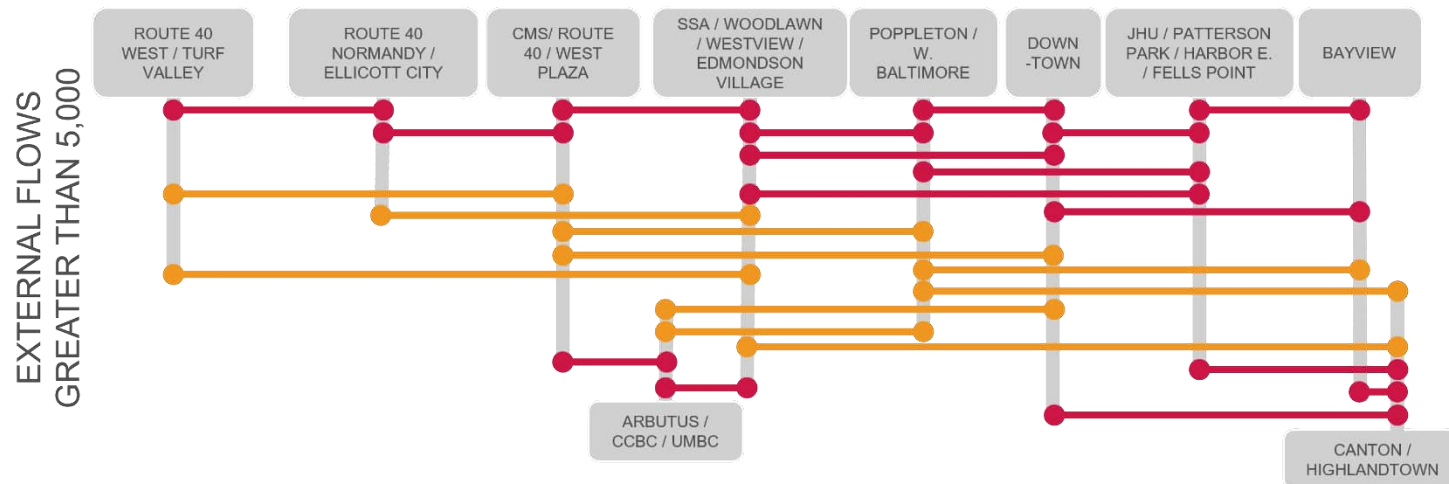 EXTERNAL FLOWS
GREATER THAN 5,000
ROUTE 40
WEST / TURF
VALLEY
ROUTE 40
NORMANDY /
ELLICOTT CITY
CMS/ ROUTE
40 / WEST
PLAZA
SSA / WOODLAWN
/ WESTVIEW /
EDMONDSON
VILLAGE
POPPLETON /
W.
BALTIMORE
DOWN
-TOWN
JHU / PATTERSON
PARK / HARBOR E.
/ FELLS POINT
BAYVIEW
ARBUTUS /
CCBC / UMBC
CANTON /
HIGHLANDTOWN